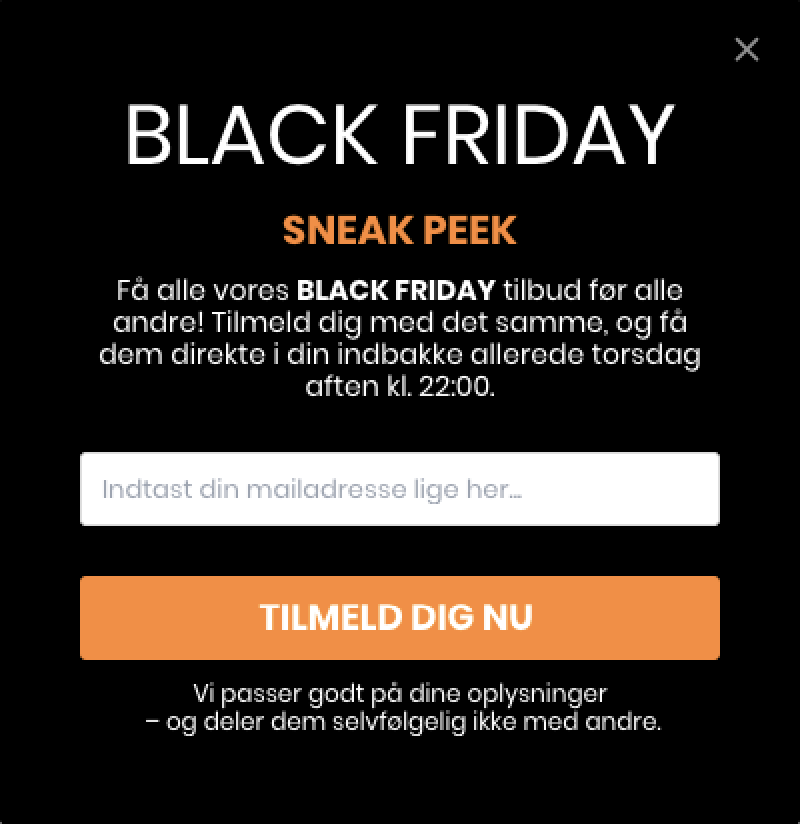 BLACK FRIDAY
SNEAK PEEK
Få alle vores BLACK FRIDAY tilbud før alle
andre! Tilmeld dig med det samme, og få
dem direkte i din indbakke allerede torsdag
aften kl. 22:00.
Indtast din mailadresse lige her...
TILMELD DIG NU
Vi passer godt på dine oplysninger
– og deler dem selvfølgelig ikke med andre.